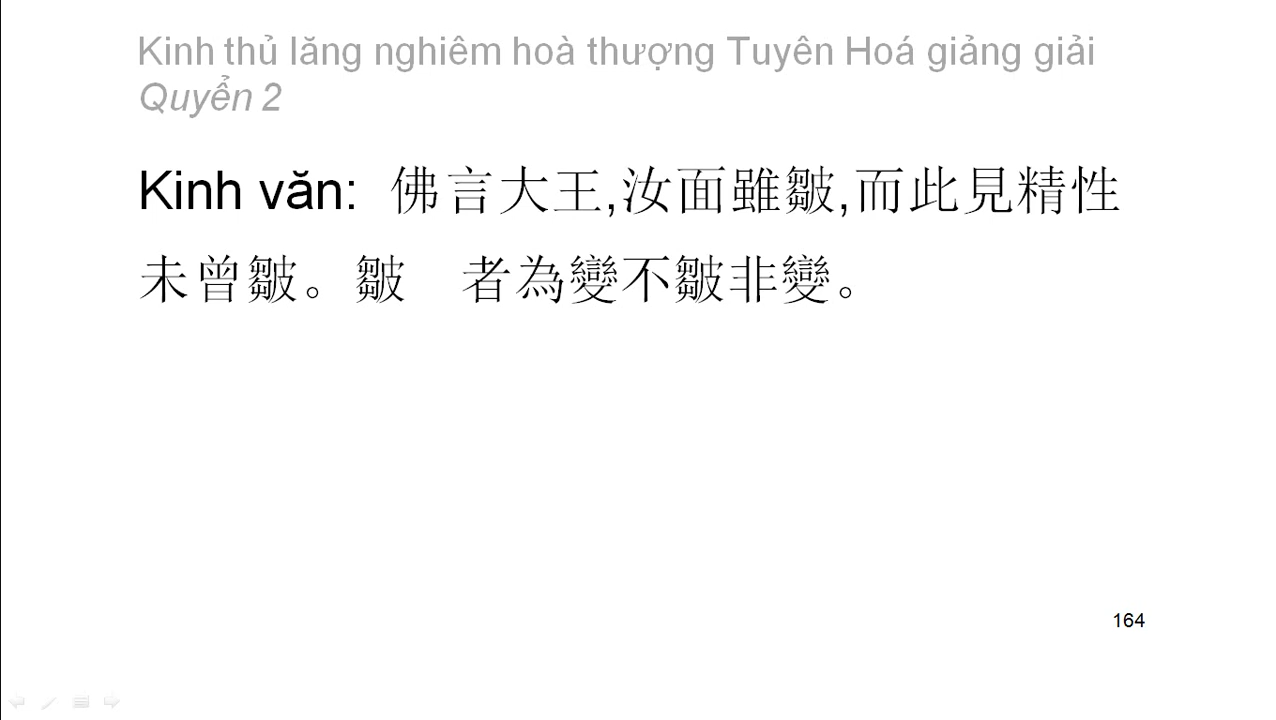 Kinh thủ lăng nghiêm hoà thượng Tuyên Hoá giảng giải
Quyển 2
Kinh văn: 佛言大王,汝面雖皺,而此見精性
未曾皺。皺 者為變不皺非變。
164